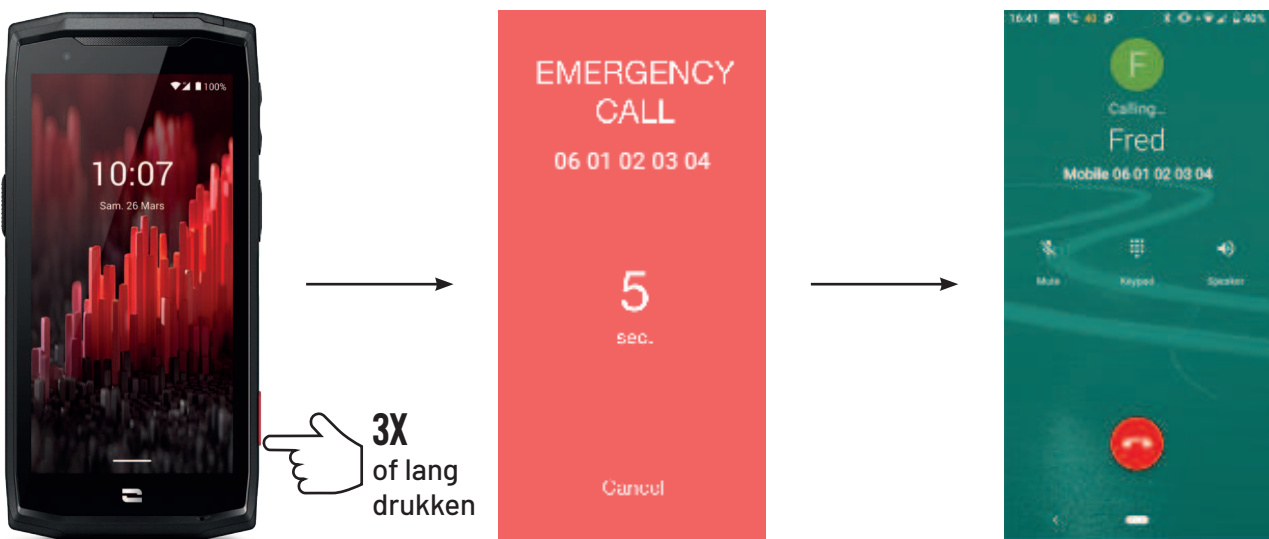 100%
10:07
Sam. 26 Mars
3X
of lang
drukken
EMERGENCY
CALL
06 01 02 03 04
5
sec.
Cancel
16:41 40 P 40%
F
Calling...
Fred
Mobile 06 01 02 03 04
Mute Keypad Speaker